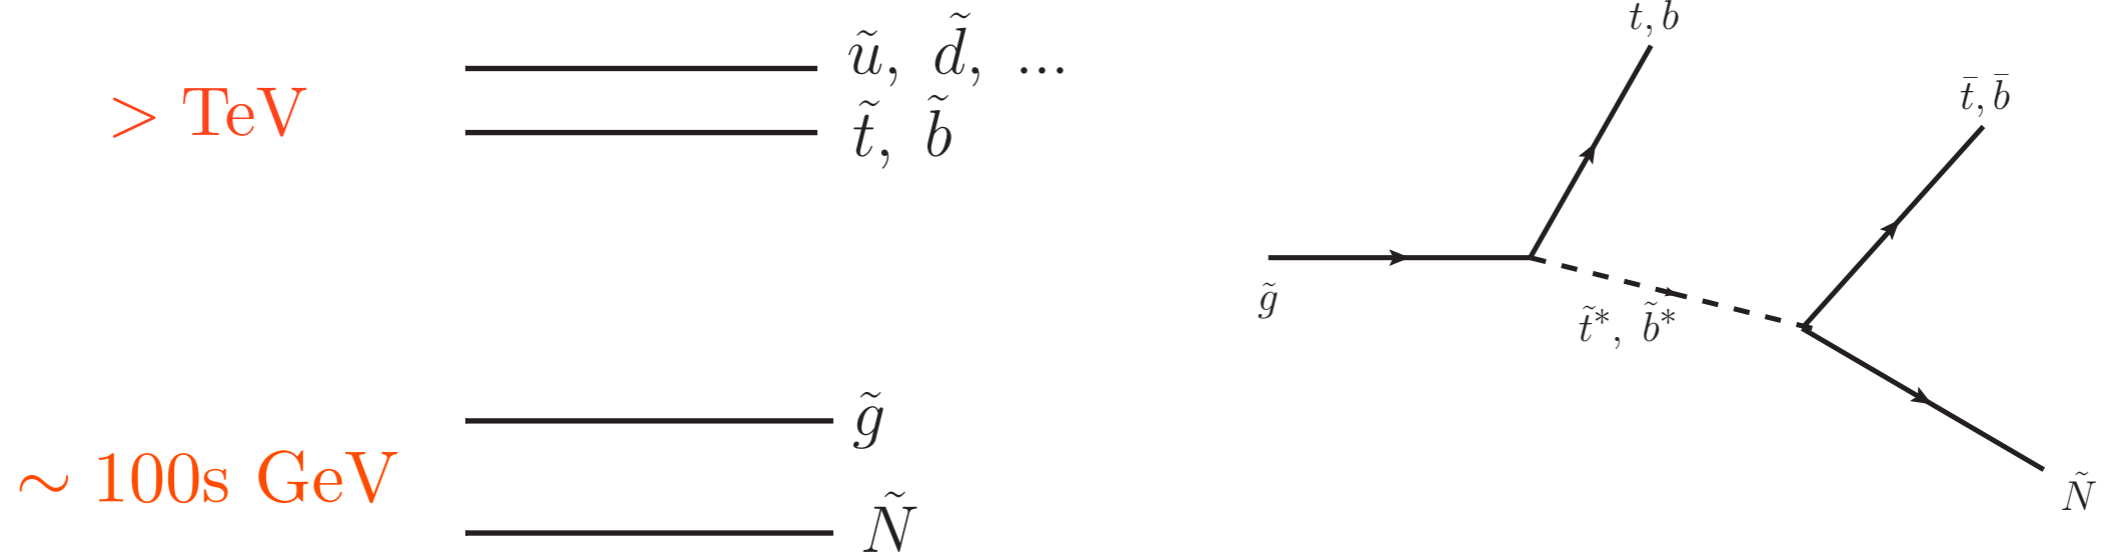 ũ, d̃, ...
> TeV
t̃, b̃
g̃
∼ 100s GeV
Ñ
t, b
t̄, b̄
g̃
t̃*, b̃*
Ñ